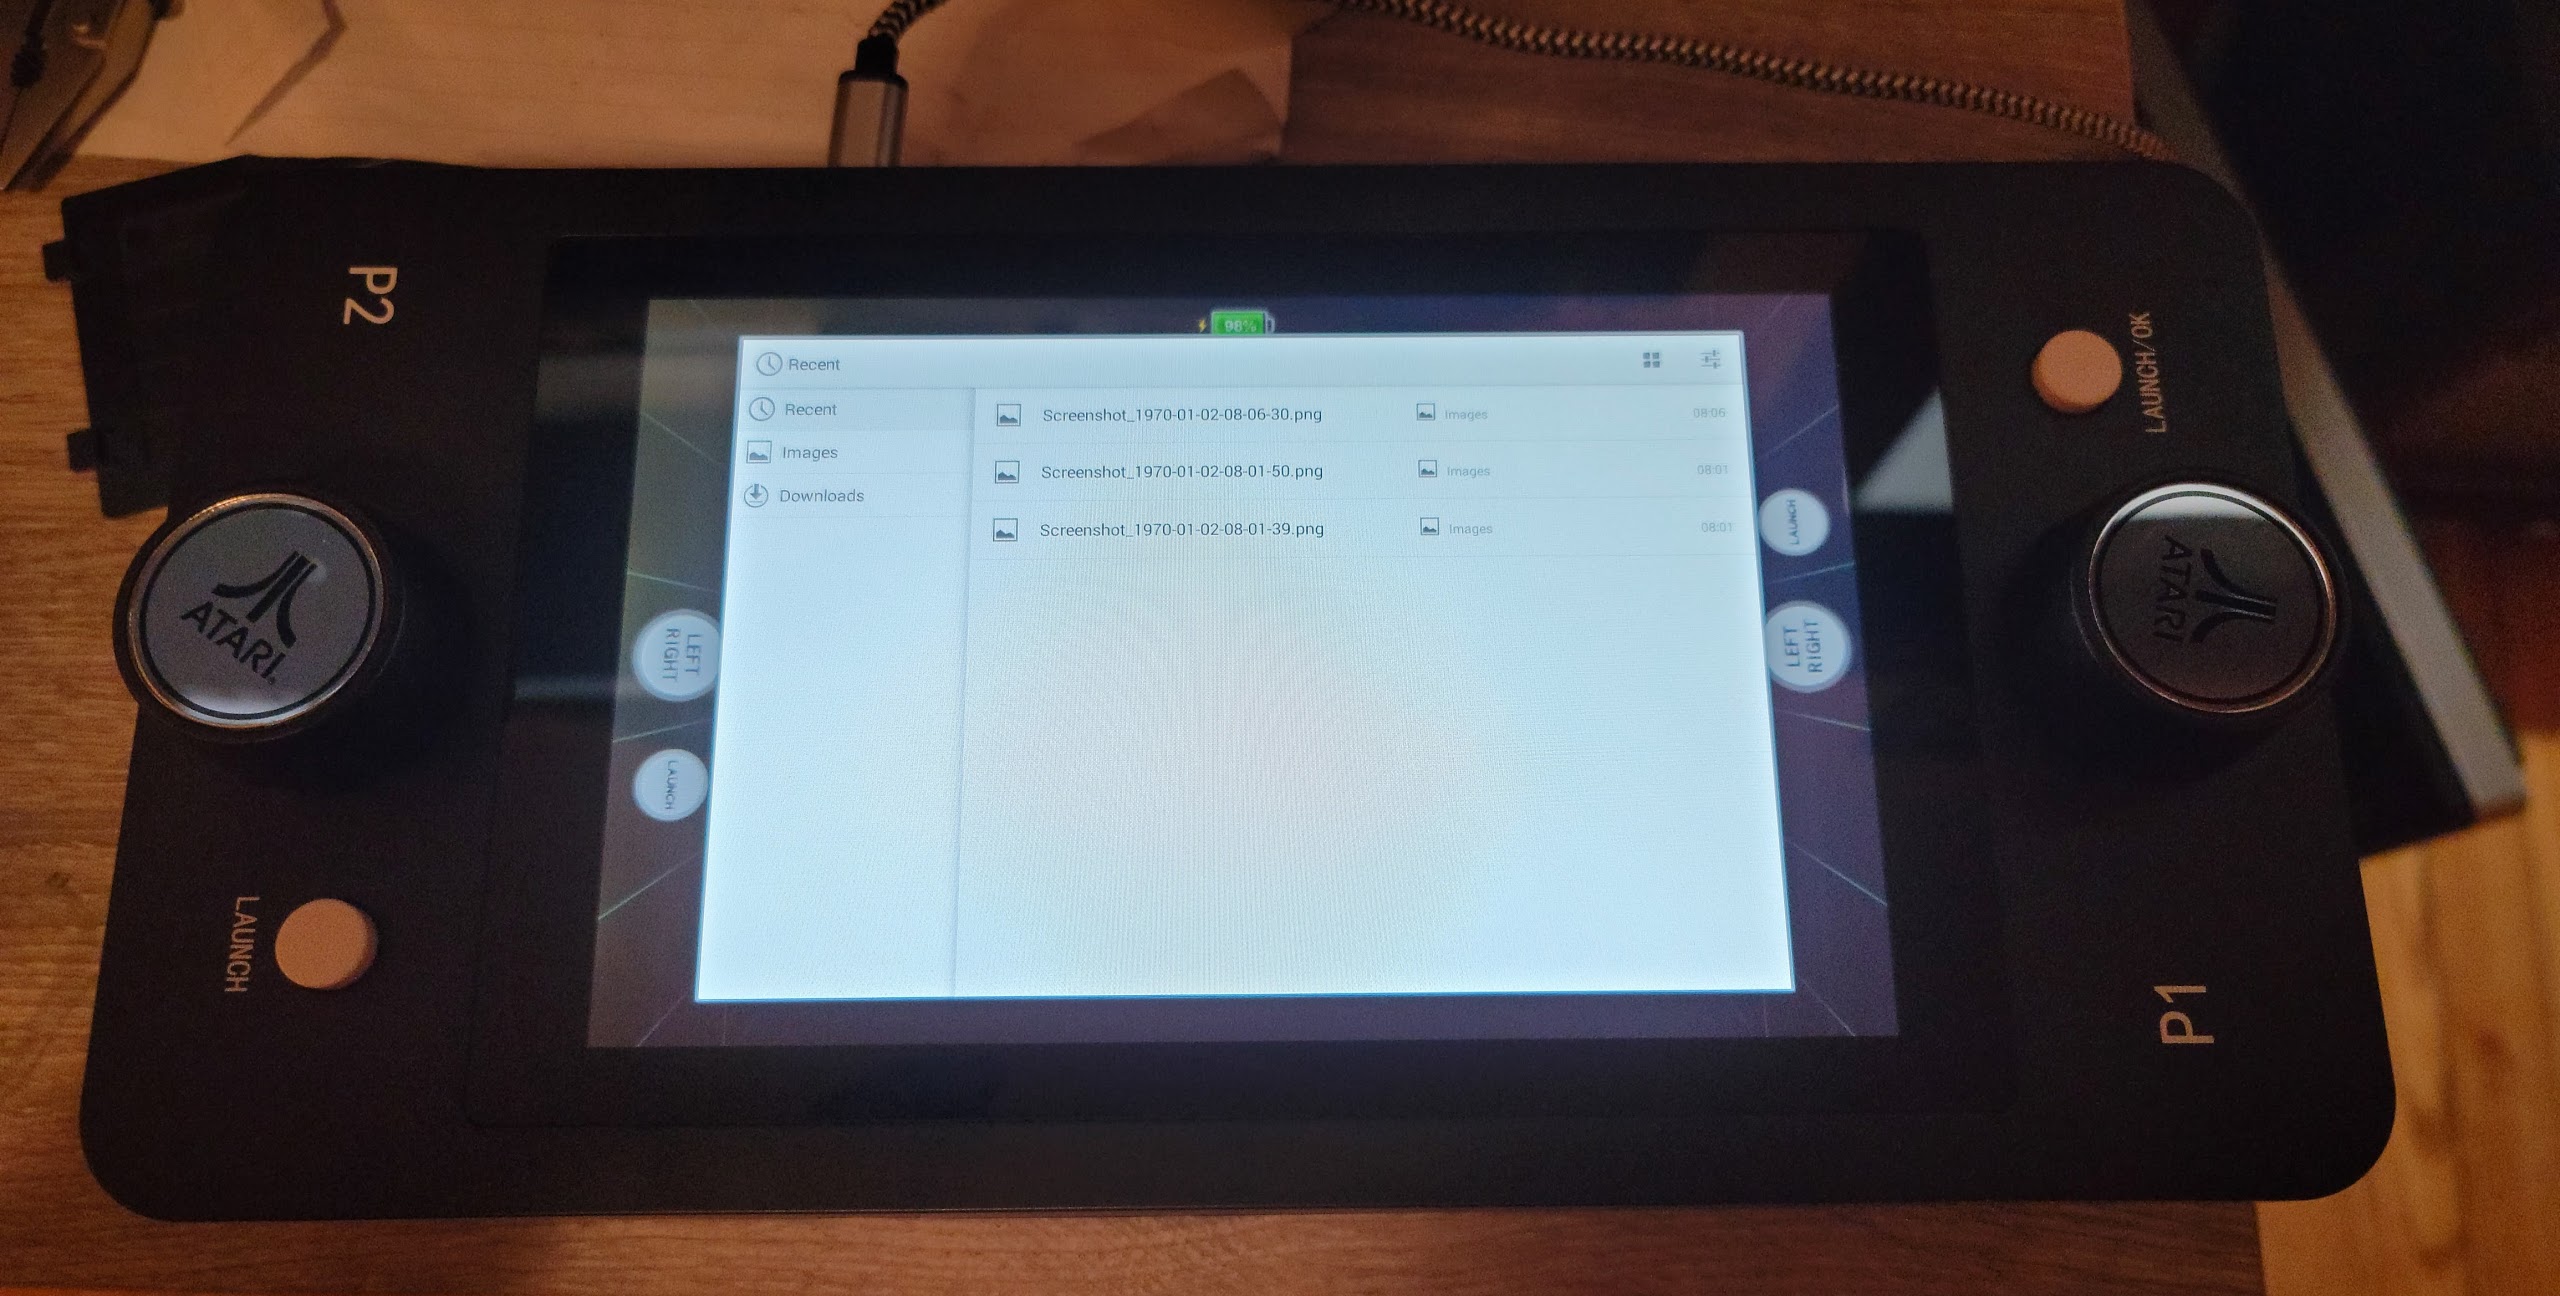 P2
98%
Recent
Recent
Images
Downloads
Screenshot_1970-01-02-08-06-30.png Images 08:06
Screenshot_1970-01-02-08-01-50.png Images 08:01
Screenshot_1970-01-02-08-01-39.png Images 08:01
LAUNCH/OK
LAUNCH
LEFT
RIGHT
LEFT
RIGHT
LAUNCH
ATARI
ATARI
LAUNCH
P1